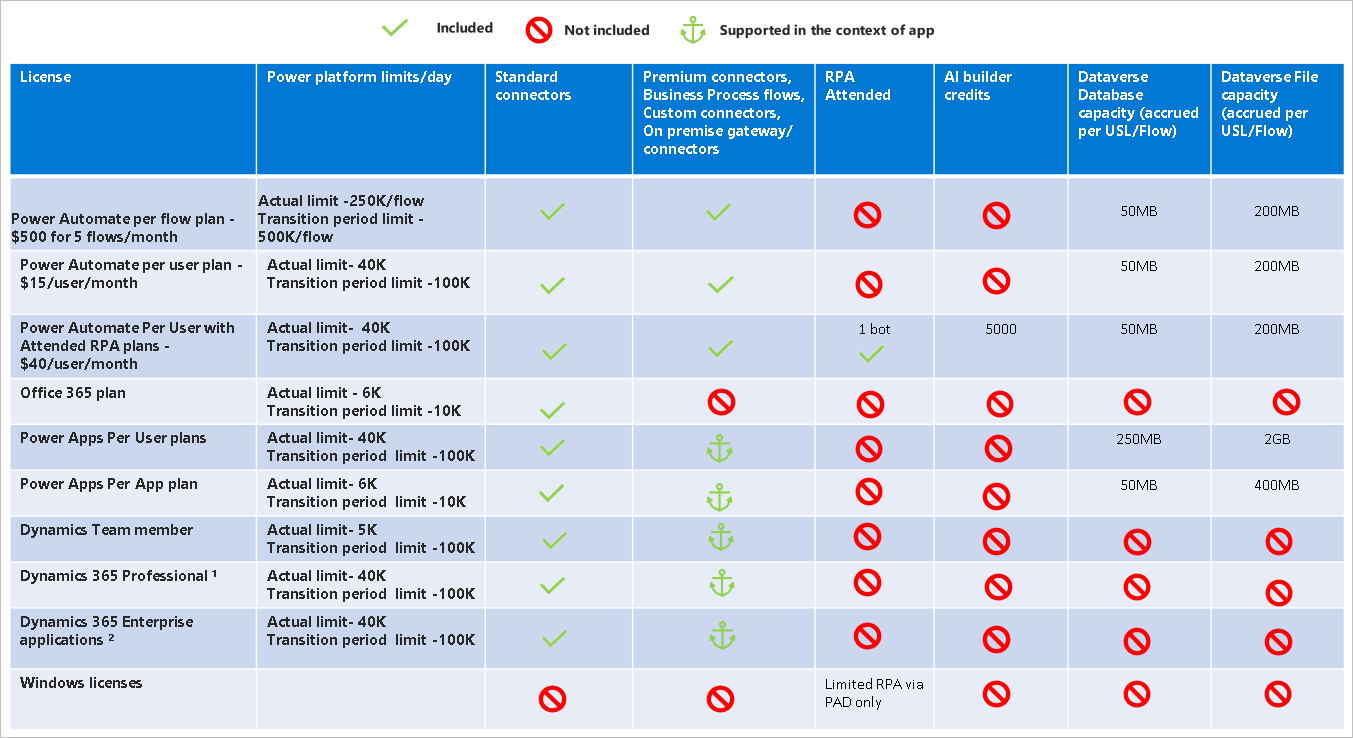 Included
Not included
Supported in the context of app
License
Power platform limits/day
Standard
connectors
Premium connectors,
Business Process flows,
Custom connectors,
On premise gateway/
connectors
RPA
Attended
AI builder
credits
Dataverse
Database
capacity (accrued
per USL/Flow)
Dataverse File
capacity
(accrued per
USL/Flow)
Power Automate per flow plan -
$500 for 5 flows/month
Actual limit -250K/flow
Transition period limit -
500K/flow
50MB
200MB
Power Automate per user plan -
$15/user/month
Actual limit- 40K
Transition period limit -100K
50MB
200MB
Power Automate Per User with
Attended RPA plans -
$40/user/month
Actual limit-  40K
Transition period limit -100K
1 bot
5000
50MB
200MB
Office 365 plan
Actual limit - 6K
Transition period limit -10K
Power Apps Per User plans
Actual limit- 40K
Transition period  limit -100K
250MB
2GB
Power Apps Per App plan
Actual limit- 6K
Transition period  limit -10K
50MB
400MB
Dynamics Team member
Actual limit- 5K
Transition period  limit -100K
Dynamics 365 Professional ¹
Actual limit- 40K
Transition period  limit -100K
Dynamics 365 Enterprise
applications ²
Actual limit- 40K
Transition period  limit -100K
Windows licenses
Limited RPA via
PAD only